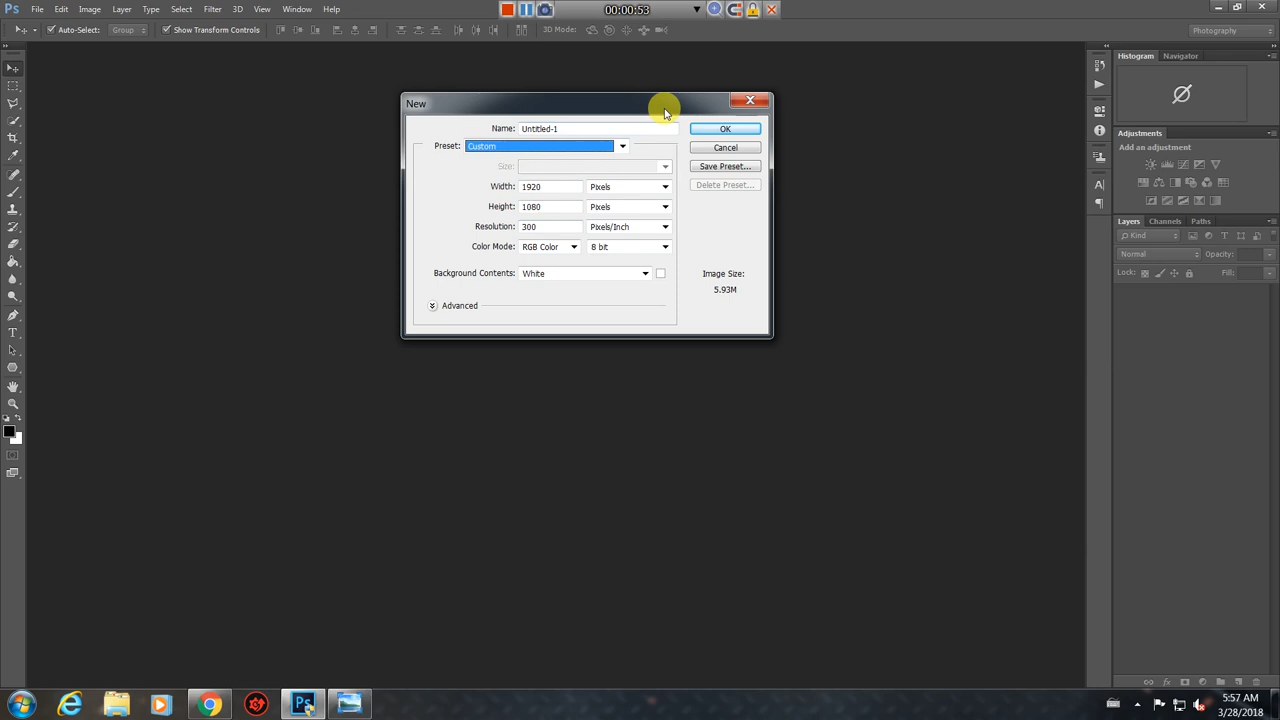 Ps File Edit Image Layer Type Select Filter 3D View Window Help
00:00:53
Auto-Select: Group Show Transform Controls 3D Mode: Photography
Histogram Navigator
New
Name: Untitled-1 OK
Preset: Custom Cancel
Size: Save Preset...
Width: 1920 Pixels Delete Preset...
Height: 1080 Pixels
Resolution: 300 Pixels/Inch
Color Mode: RGB Color 8 bit
Background Contents: White Image Size:
5.93M
Advanced
Adjustments
Add an adjustment
Layers Channels Paths
Kind
Normal Opacity:
Lock: Fill:
Ps
5:57 AM
3/28/2018